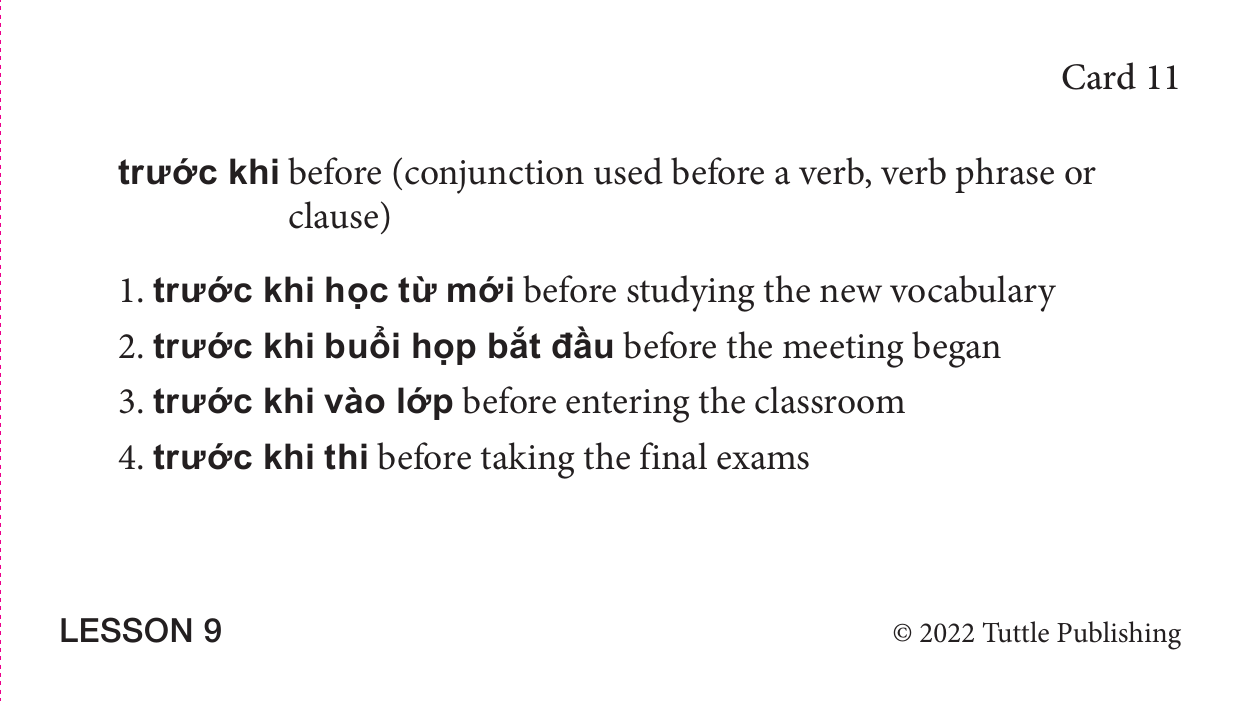 Card 11
trước khi before (conjunction used before a verb, verb phrase or
clause)
1. trước khi học từ mới before studying the new vocabulary
2. trước khi buổi họp bắt đầu before the meeting began
3. trước khi vào lớp before entering the classroom
4. trước khi thi before taking the final exams
LESSON 9
© 2022 Tuttle Publishing